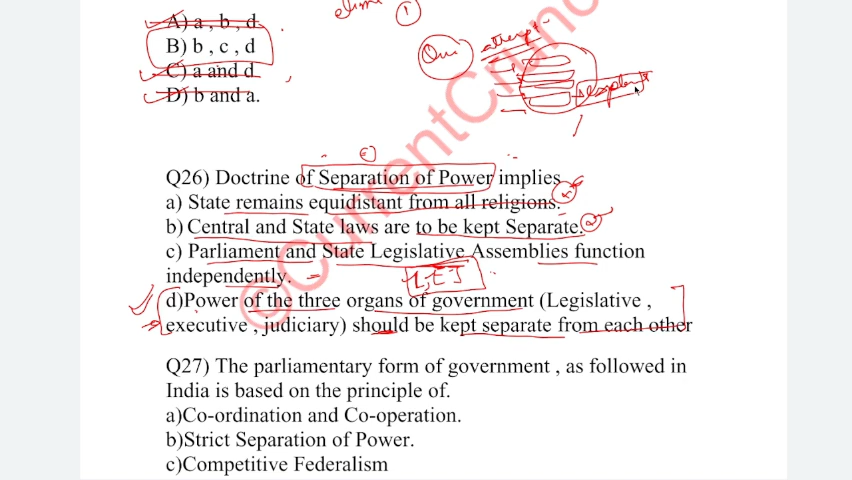 A) a , b , d
B) b , c , d
C) a and d
D) b and a.
Q26) Doctrine of Separation of Power implies
a) State remains equidistant from all religions.
b) Central and State laws are to be kept Separate.
c) Parliament and State Legislative Assemblies function
independently.
LEJ
d)Power of the three organs of government (Legislative ,
executive , judiciary) should be kept separate from each other
Q27) The parliamentary form of government , as followed in
India is based on the principle of.
a)Co-ordination and Co-operation.
b)Strict Separation of Power.
c)Competitive Federalism